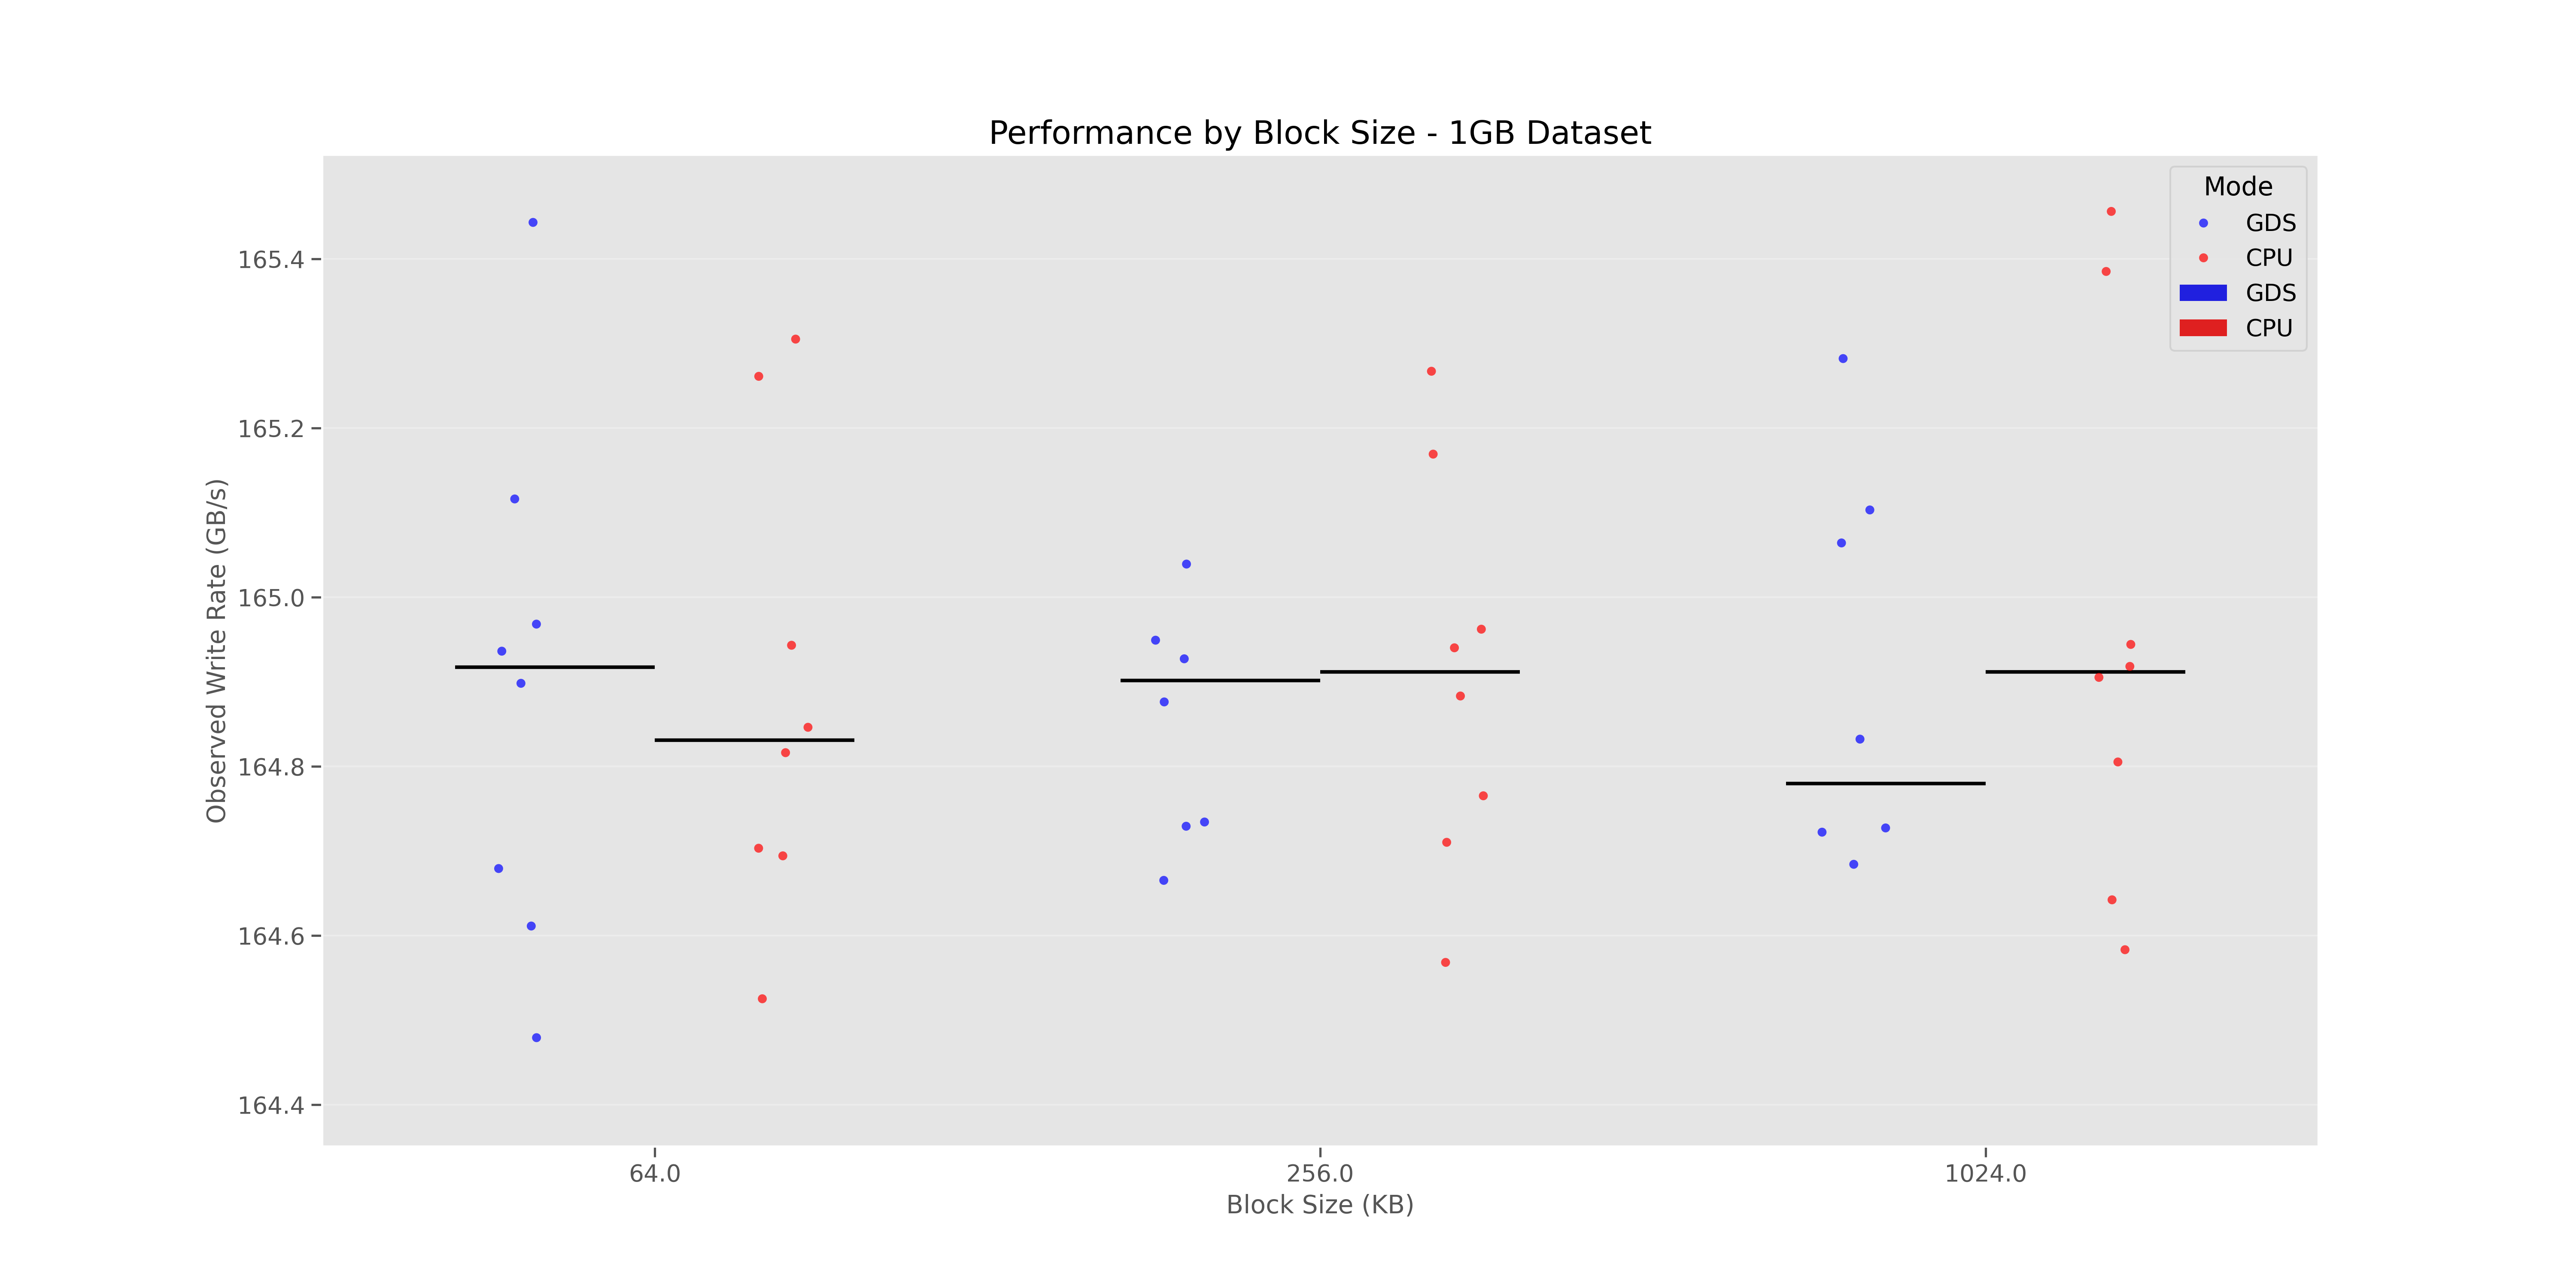 Performance by Block Size - 1GB Dataset
Mode
GDS
CPU
GDS
CPU
165.4
165.2
165.0
164.8
164.6
164.4
Observed Write Rate (GB/s)
64.0
256.0
1024.0
Block Size (KB)